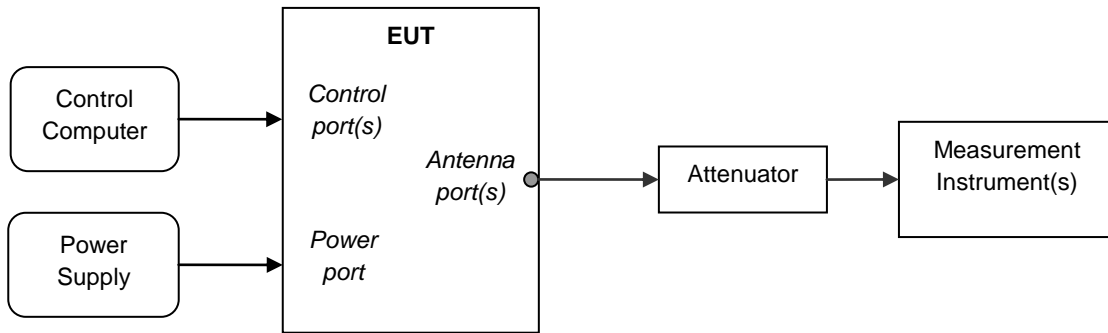 EUT
Control
Computer
Control
port(s)
Antenna
port(s)
Attenuator
Measurement
Instrument(s)
Power
Supply
Power
port